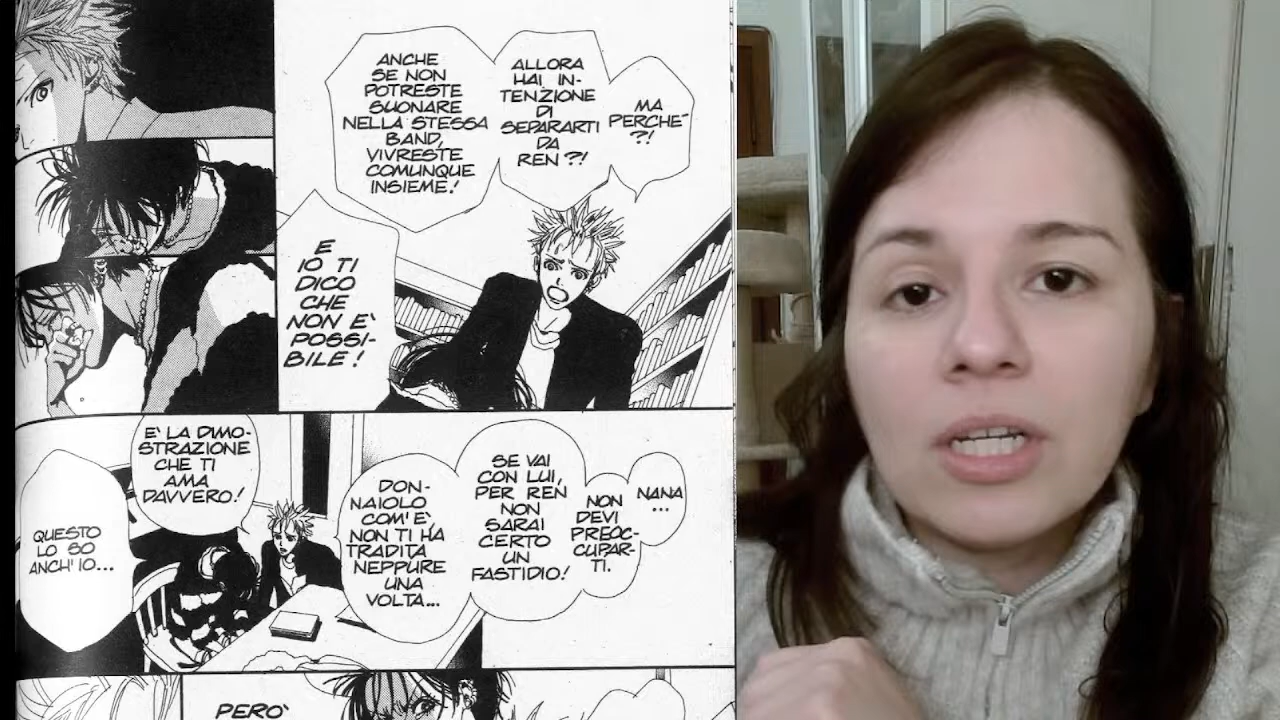 MA
PERCHE'
?!
ALLORA
HAI IN-
TENZIONE
DI
SEPARARTI
DA
REN ?!
ANCHE
SE NON
POTRESTE
SUONARE
NELLA STESSA
BAND,
VIVRESTE
COMUNQUE
INSIEME!
E
IO TI
DICO
CHE
NON E'
POSSI-
BILE!
NANA
...
NON
DEVI
PREOC-
CUPAR-
TI.
SE VAI
CON LUI,
PER REN
NON
SARAI
CERTO
UN
FASTIDIO!
DON-
NAIOLO
COM'E',
NON TI HA
TRADITA
NEPPURE
UNA
VOLTA...
E' LA DIMO-
STRAZIONE
CHE TI
AMA
DAVVERO!
QUESTO
LO SO
ANCH'IO...
PERO'